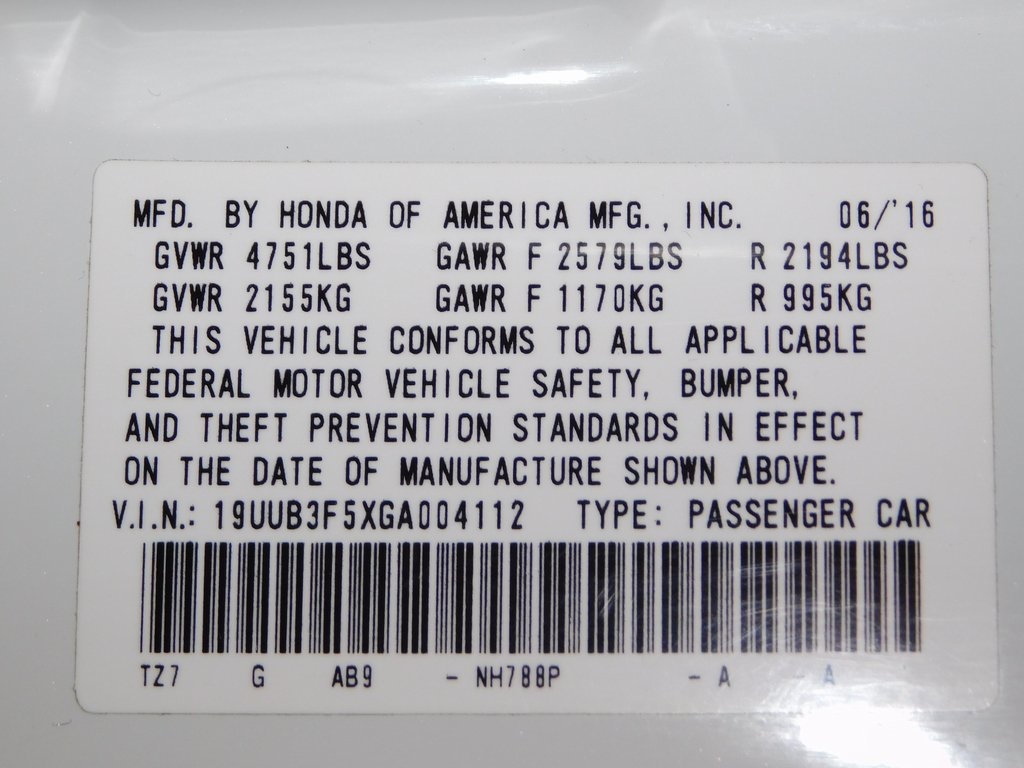 MFD. BY HONDA OF AMERICA MFG., INC. 06/'16
GVWR 4751LBS GAWR F 2579LBS R 2194LBS
GVWR 2155KG GAWR F 1170KG R 995KG
THIS VEHICLE CONFORMS TO ALL APPLICABLE
FEDERAL MOTOR VEHICLE SAFETY, BUMPER,
AND THEFT PREVENTION STANDARDS IN EFFECT
ON THE DATE OF MANUFACTURE SHOWN ABOVE.
V.I.N.: 19UUB3F5XGA004112 TYPE: PASSENGER CAR
TZ7 G AB9 - NH788P - A - A